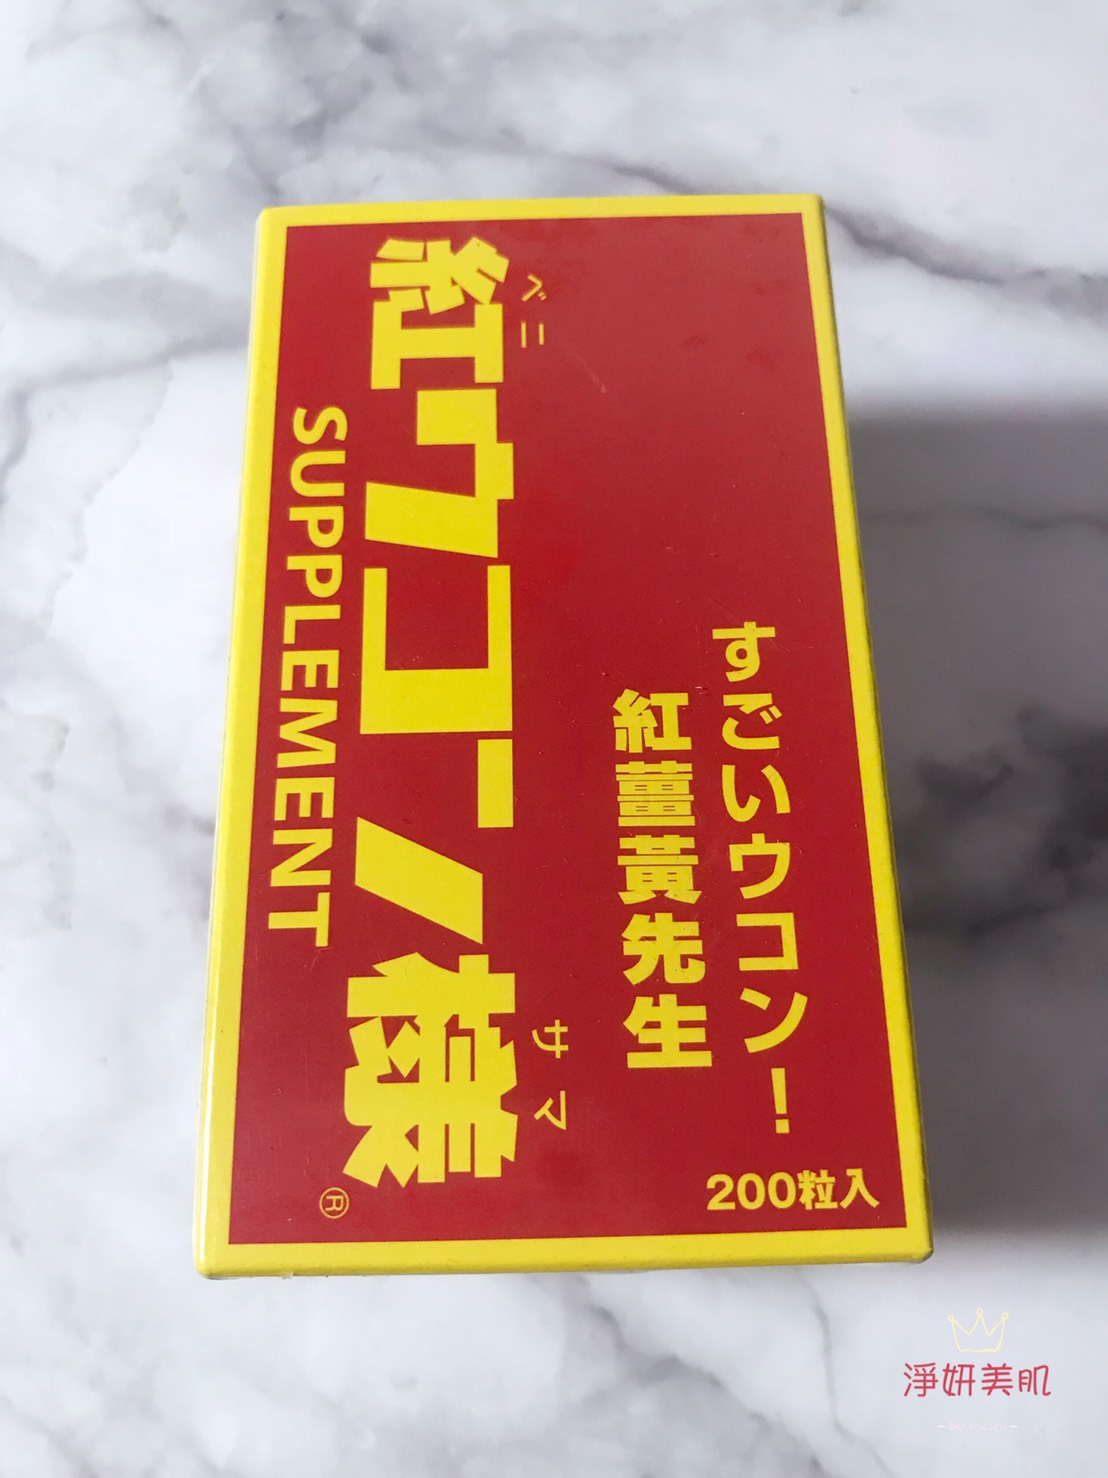 すごいウコン！
紅薑黃先生
ベニ
サマ
紅ウコン様
SUPPLEMENT
®
200粒入
淨妍美肌